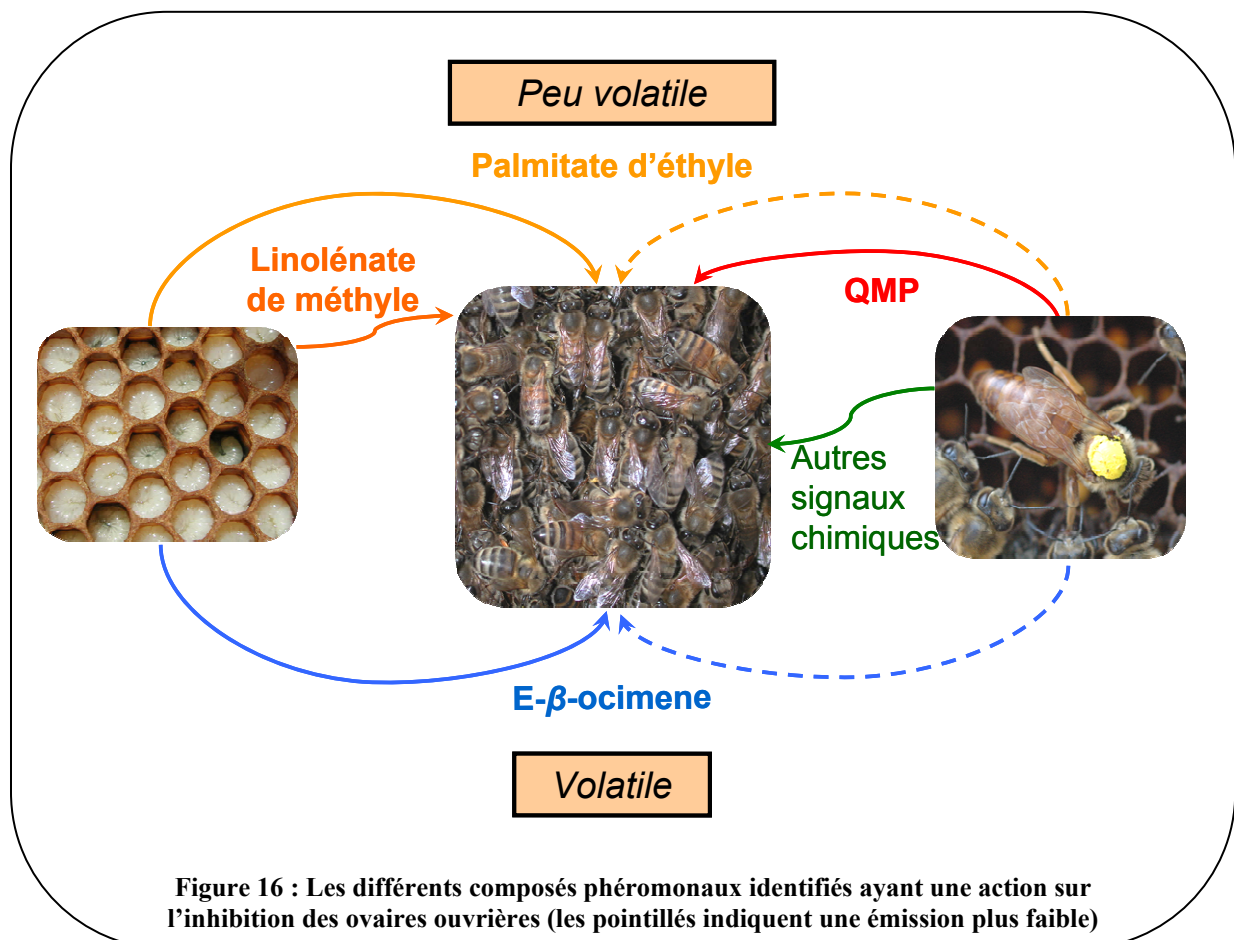 Peu volatile
Palmitate d'éthyle
Linolénate
de méthyle
QMP
Autres
signaux
chimiques
E-β-ocimene
Volatile
Figure 16 : Les différents composés phéromonaux identifiés ayant une action sur
l'inhibition des ovaires ouvrières (les pointillés indiquent une émission plus faible)